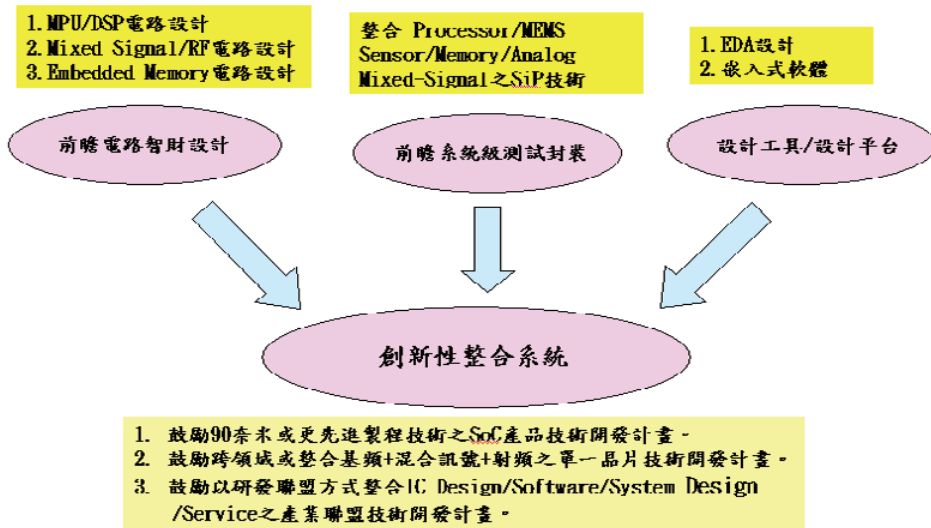 1. MPU/DSP電路設計
2. Mixed Signal/RF電路設計
3. Embedded Memory電路設計
整合 Processor/MEMS
Sensor/Memory/Analog
Mixed-Signal之SiP技術
1. EDA設計
2. 嵌入式軟體
前瞻電路智財設計
前瞻系統級測試封裝
設計工具/設計平台
創新性整合系統
1. 鼓勵90奈米或更先進製程技術之SoC產品技術開發計畫。
2. 鼓勵跨領域或整合基頻+混合訊號+射頻之單一晶片技術開發計畫。
3. 鼓勵以研發聯盟方式整合IC Design/Software/System Design
/Service之產業聯盟技術開發計畫。